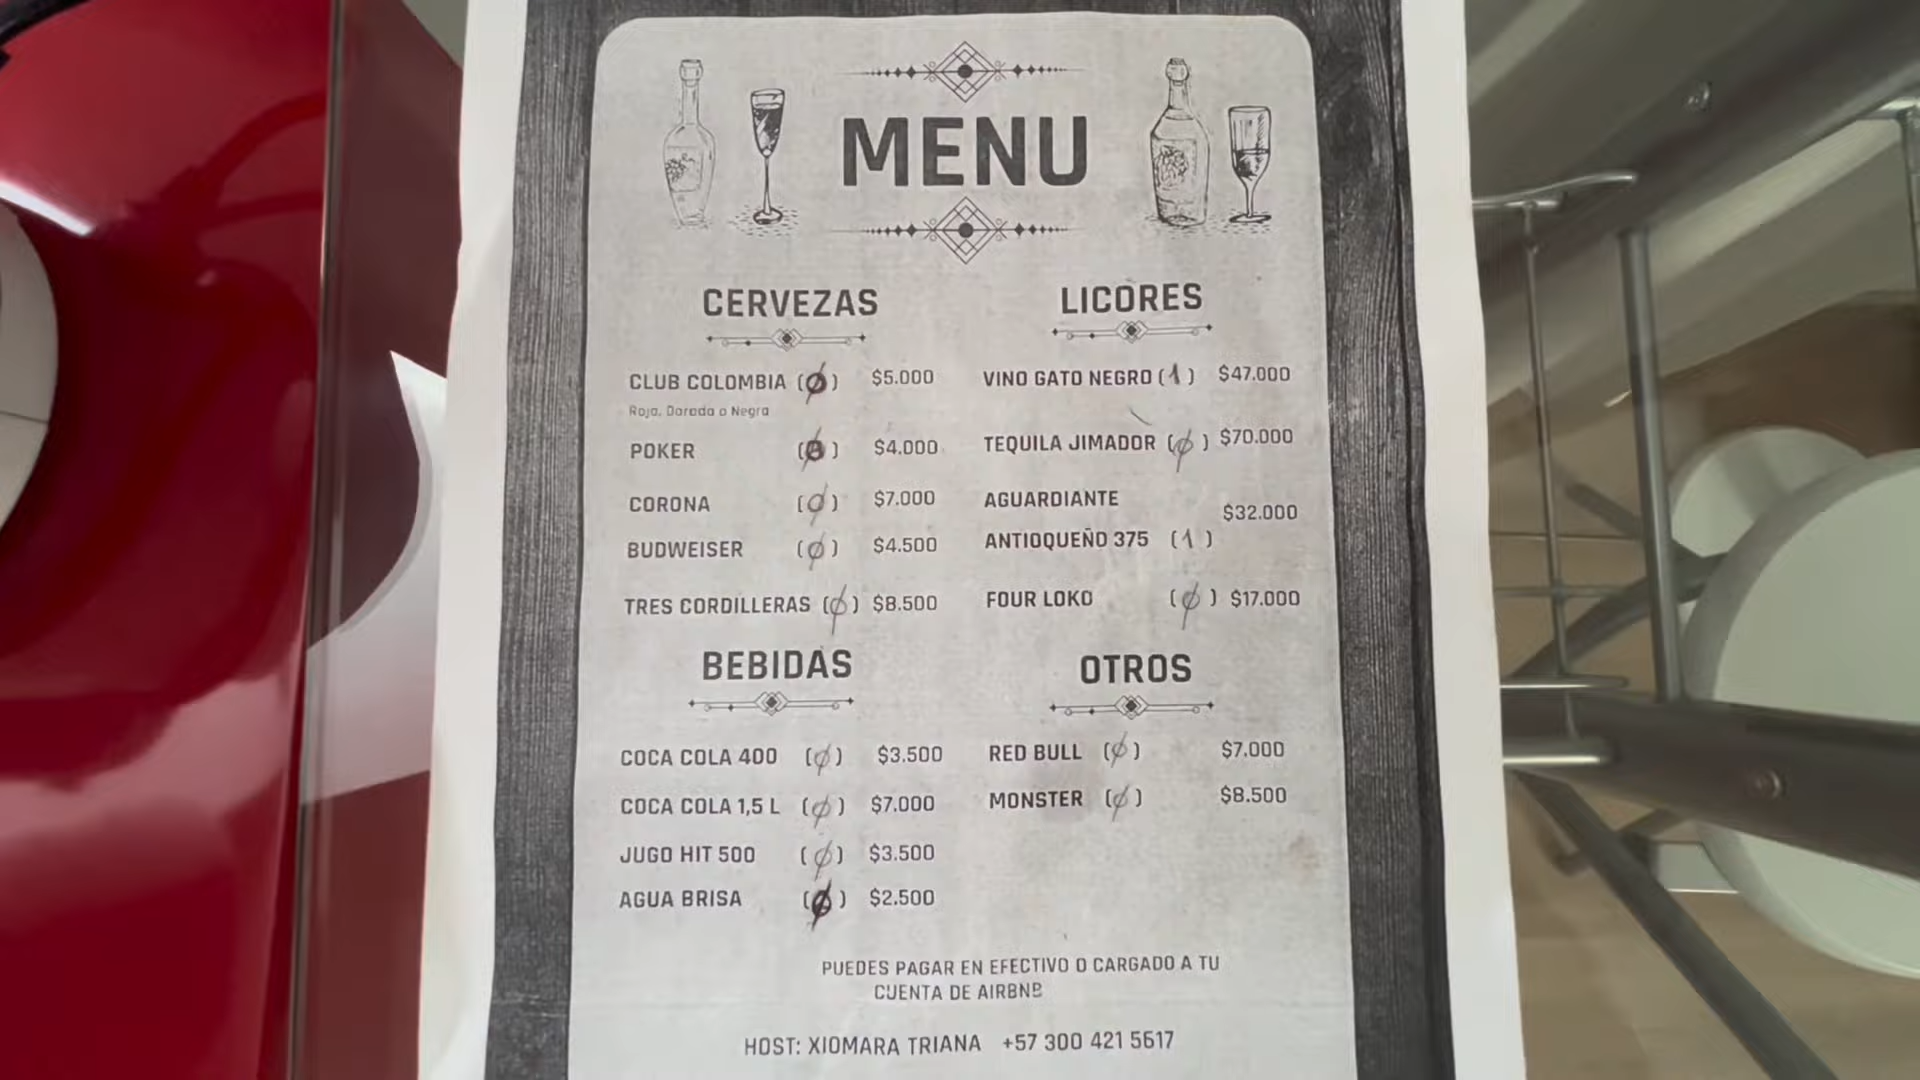 MENU
CERVEZAS
CLUB COLOMBIA (Ø) $5.000
Roja, Dorada o Negra
POKER (Ø) $4.000
CORONA (Ø) $7.000
BUDWEISER (Ø) $4.500
TRES CORDILLERAS (Ø) $8.500
LICORES
VINO GATO NEGRO (1) $47.000
TEQUILA JIMADOR (Ø) $70.000
AGUARDIANTE
$32.000
ANTIOQUEÑO 375 (1)
FOUR LOKO (Ø) $17.000
BEBIDAS
COCA COLA 400 (Ø) $3.500
COCA COLA 1,5 L (Ø) $7.000
JUGO HIT 500 (Ø) $3.500
AGUA BRISA (Ø) $2.500
OTROS
RED BULL (Ø) $7.000
MONSTER (Ø) $8.500
PUEDES PAGAR EN EFECTIVO O CARGADO A TU
CUENTA DE AIRBNB
HOST: XIOMARA TRIANA +57 300 421 5617